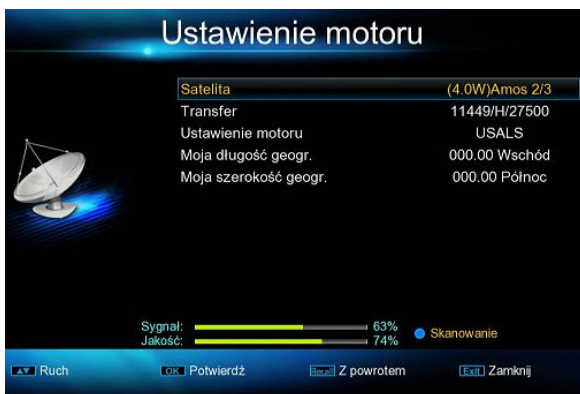 Ustawienie motoru
Satelita (4.0W)Amos 2/3
Transfer 11449/H/27500
Ustawienie motoru USALS
Moja długość geogr. 000.00 Wschód
Moja szerokość geogr. 000.00 Północ
Sygnał: 63%
Jakość: 74%
Skanowanie
▲▼ Ruch OK Potwierdź Recall Z powrotem Exit Zamknij